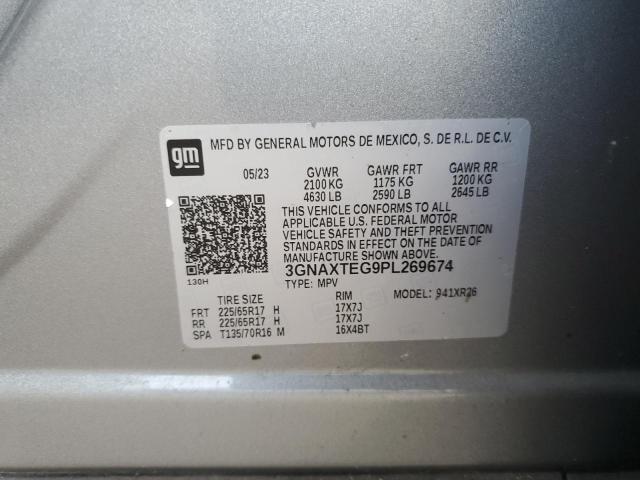 gm
MFD BY GENERAL MOTORS DE MEXICO, S. DE R.L. DE C.V.
05/23 GVWR GAWR FRT GAWR RR
2100 KG 1175 KG 1200 KG
4630 LB 2590 LB 2645 LB
THIS VEHICLE CONFORMS TO ALL
APPLICABLE U.S. FEDERAL MOTOR
VEHICLE SAFETY AND THEFT PREVENTION
STANDARDS IN EFFECT ON THE DATE OF
MANUFACTURE SHOWN ABOVE.
3GNAXTEG9PL269674
130H TYPE: MPV MODEL: 941XR26
TIRE SIZE RIM
FRT 225/65R17 H 17X7J
RR 225/65R17 H 17X7J
SPA T135/70R16 M 16X4BT